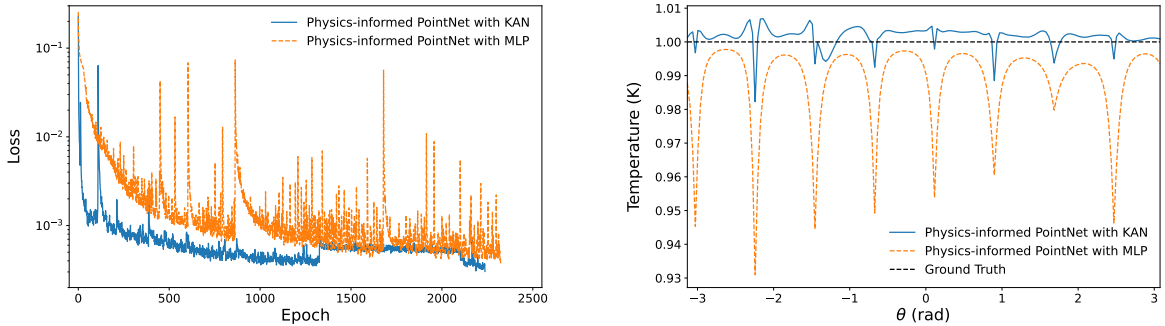 Physics-informed PointNet with KAN
Physics-informed PointNet with MLP
10⁻¹
10⁻²
10⁻³
Loss
0 500 1000 1500 2000 2500
Epoch
1.01
1.00
0.99
0.98
0.97
0.96
0.95
0.94
0.93
Temperature (K)
Physics-informed PointNet with KAN
Physics-informed PointNet with MLP
Ground Truth
−3 −2 −1 0 1 2 3
θ (rad)